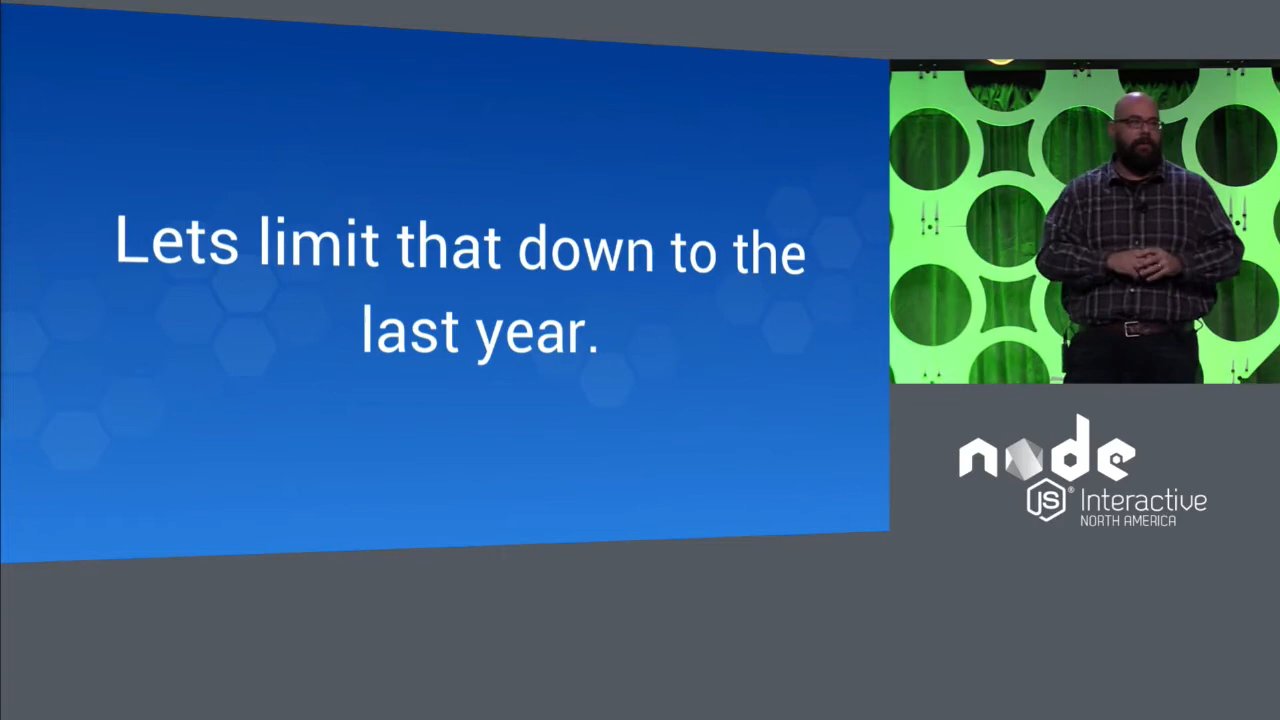 Lets limit that down to the
last year.
node
JS® Interactive
NORTH AMERICA